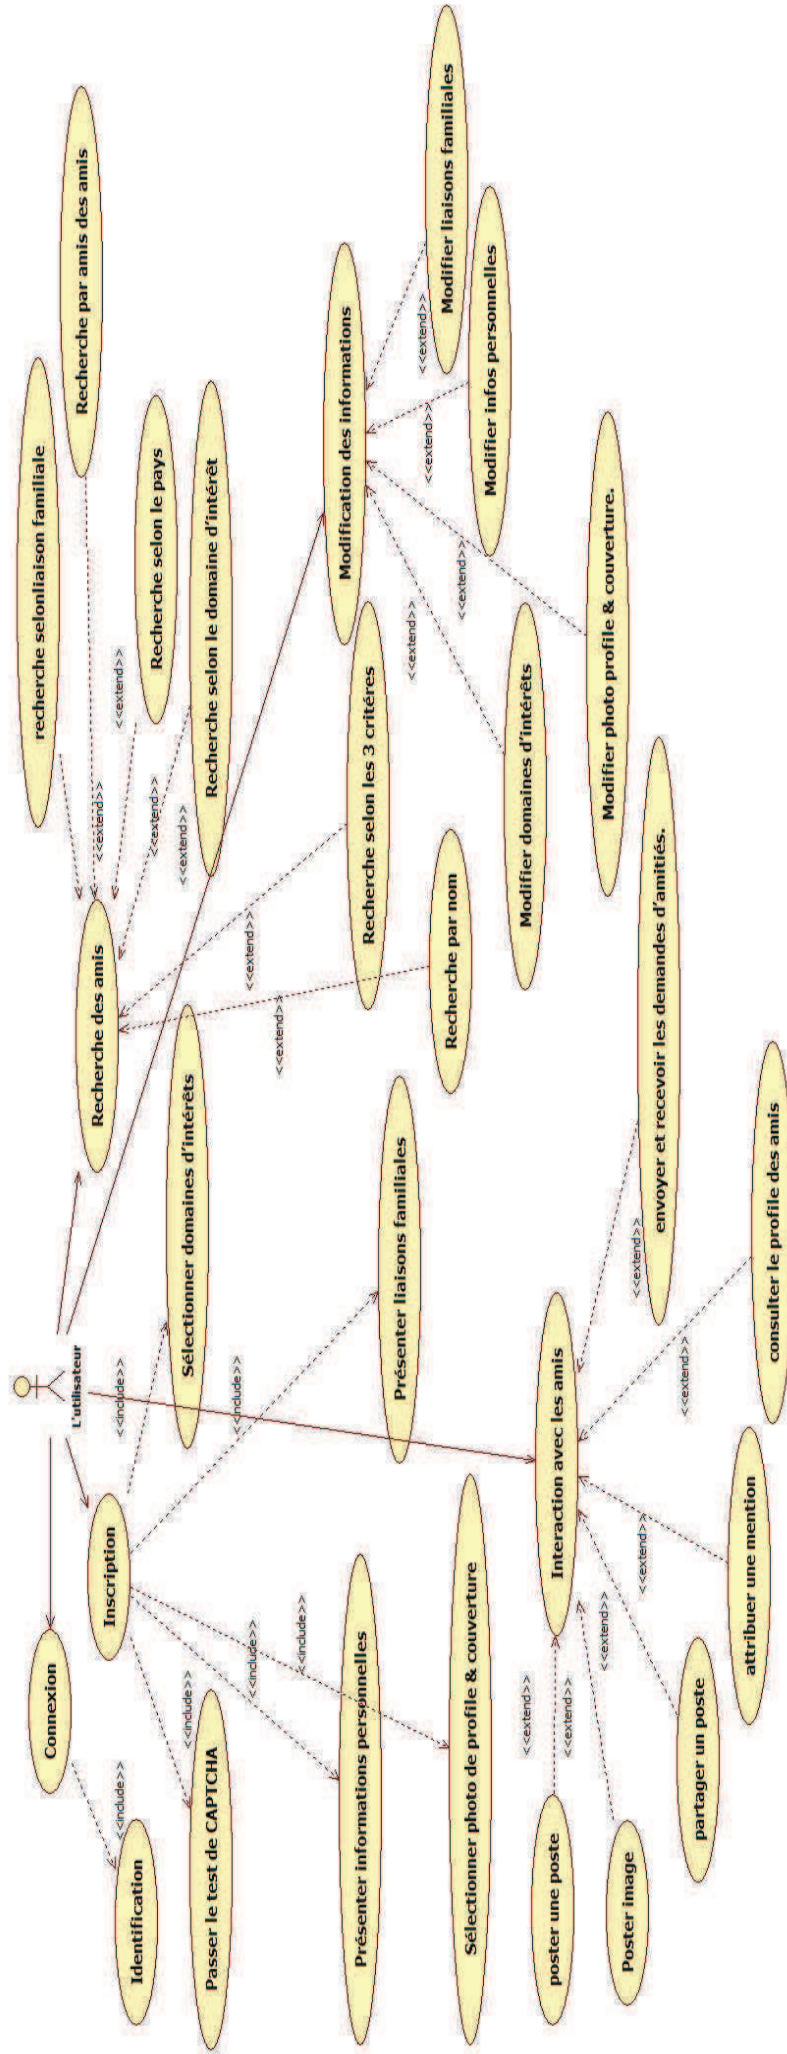 L'utilisateur
Connexion
<<include>>
Identification
Inscription
<<include>>
Passer le test de CAPTCHA
<<include>>
Présenter informations personnelles
<<include>>
Sélectionner photo de profile & couverture
<<include>>
Présenter liaisons familiales
<<include>>
Sélectionner domaines d'intérêts
Recherche des amis
recherche selonliaison familiale
<<extend>>
Recherche par amis des amis
<<extend>>
Recherche selon le pays
<<extend>>
Recherche selon le domaine d'intérêt
<<extend>>
Recherche selon les 3 critéres
<<extend>>
Recherche par nom
<<extend>>
Modification des informations
<<extend>>
Modifier liaisons familiales
<<extend>>
Modifier infos personnelles
<<extend>>
Modifier photo profile & couverture.
<<extend>>
Modifier domaines d'intérêts
Interaction avec les amis
<<extend>>
poster une poste
<<extend>>
Poster image
<<extend>>
partager un poste
<<extend>>
attribuer une mention
<<extend>>
consulter le profile des amis
<<extend>>
envoyer et recevoir les demandes d'amitiés.